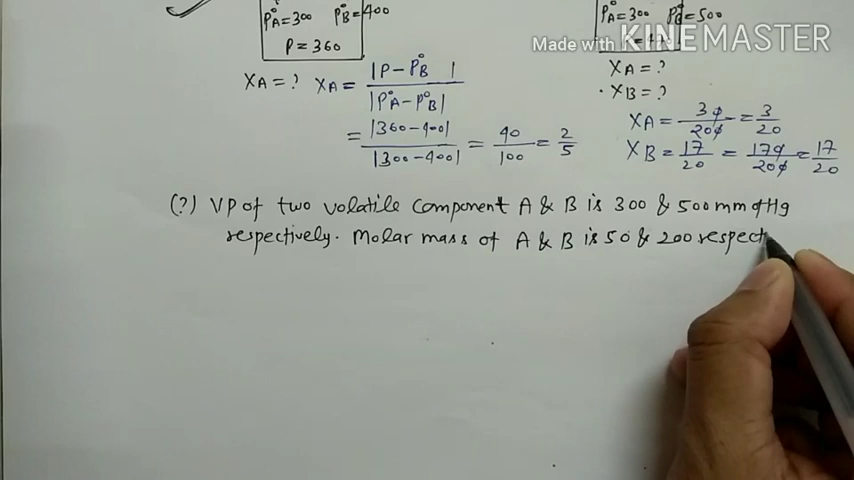 P°A=300 P°B=400
P=360
XA=? XA= |P-P°B| / |P°A-P°B|
= |360-400| / |300-400| = 40/100 = 2/5
P°A=300 P°B=500
Made with KINEMASTER
XA=?
XB=?
XA= 30/200 = 3/20
XB= 17/20 = 170/200 = 17/20
(?) VP of two volatile component A & B is 300 & 500 mm of Hg
respectively. Molar mass of A & B is 50 & 200 respect